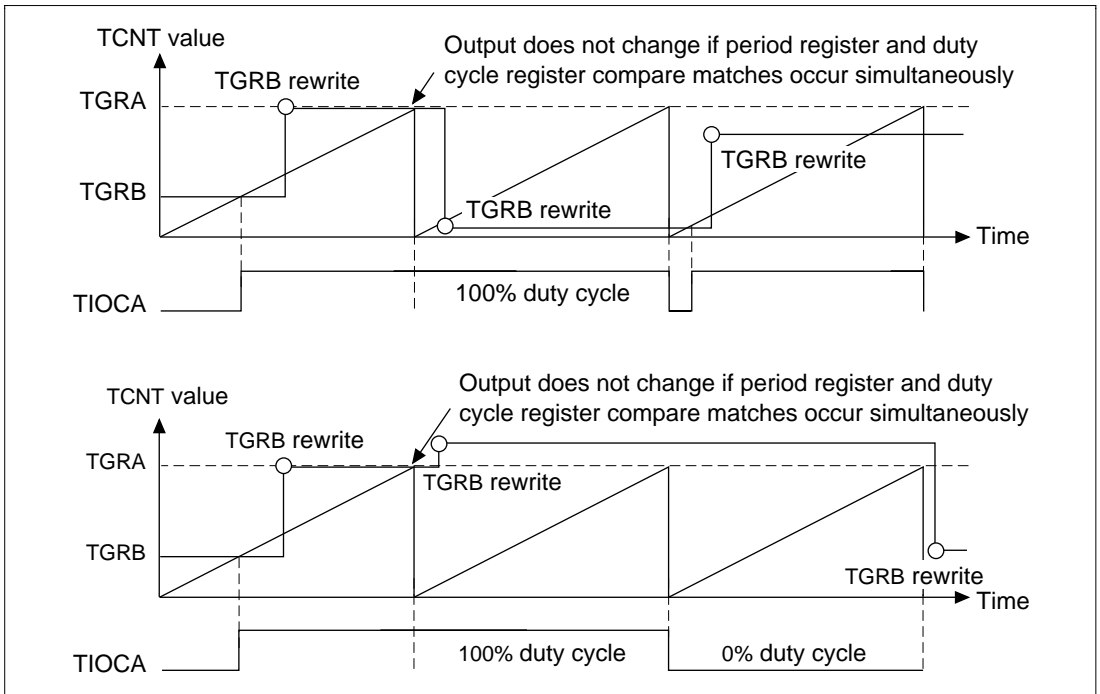 TCNT value
Output does not change if period register and duty
cycle register compare matches occur simultaneously
TGRB rewrite
TGRA
TGRB rewrite
TGRB
TGRB rewrite
Time
100% duty cycle
TIOCA
Output does not change if period register and duty
cycle register compare matches occur simultaneously
TCNT value
TGRB rewrite
TGRA
TGRB rewrite
TGRB
TGRB rewrite
Time
100% duty cycle
0% duty cycle
TIOCA